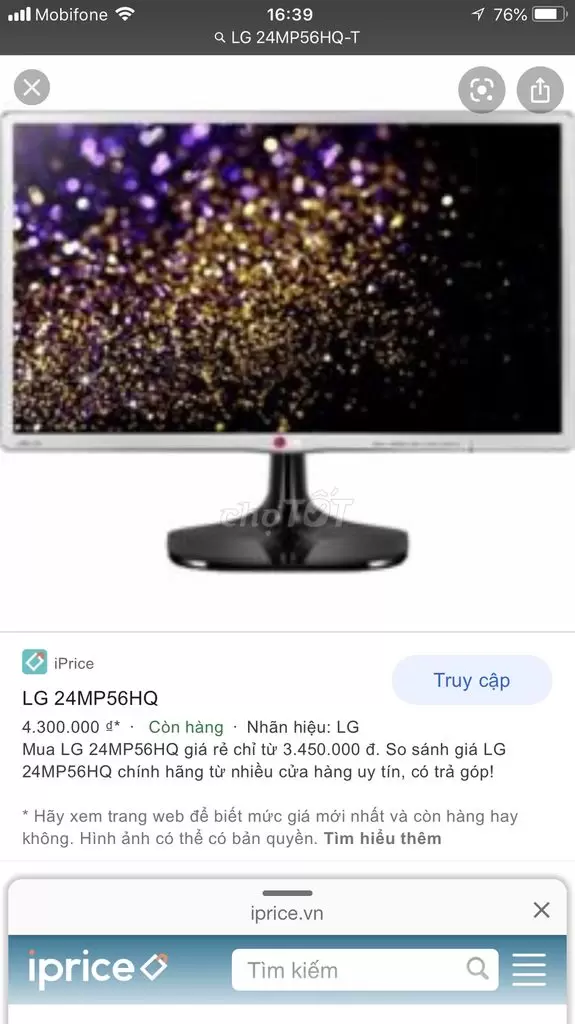 Mobifone 16:39 76%
LG 24MP56HQ-T
chợTỐT
iPrice
Truy cập
LG 24MP56HQ
4.300.000 ₫* · Còn hàng · Nhãn hiệu: LG
Mua LG 24MP56HQ giá rẻ chỉ từ 3.450.000 đ. So sánh giá LG
24MP56HQ chính hãng từ nhiều cửa hàng uy tín, có trả góp!
* Hãy xem trang web để biết mức giá mới nhất và còn hàng hay
không. Hình ảnh có thể có bản quyền. Tìm hiểu thêm
iprice.vn
iprice
Tìm kiếm